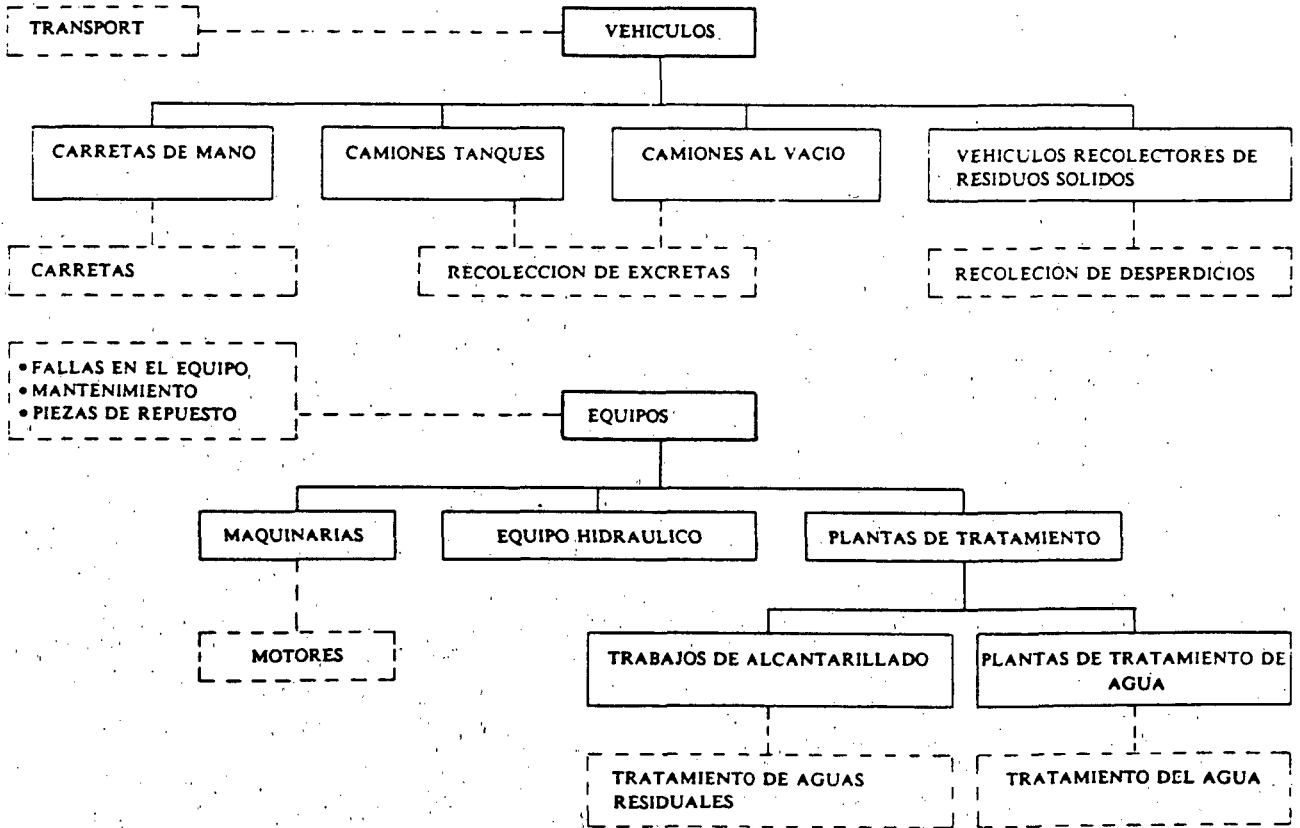 TRANSPORT
VEHICULOS
CARRETAS DE MANO
CAMIONES TANQUES
CAMIONES AL VACIO
VEHICULOS RECOLECTORES DE
RESIDUOS SOLIDOS
CARRETAS
RECOLECCION DE EXCRETAS
RECOLECION DE DESPERDICIOS
• FALLAS EN EL EQUIPO
• MANTENIMIENTO
• PIEZAS DE REPUESTO
EQUIPOS
MAQUINARIAS
EQUIPO HIDRAULICO
PLANTAS DE TRATAMIENTO
MOTORES
TRABAJOS DE ALCANTARILLADO
PLANTAS DE TRATAMIENTO DE
AGUA
TRATAMIENTO DE AGUAS
RESIDUALES
TRATAMIENTO DEL AGUA